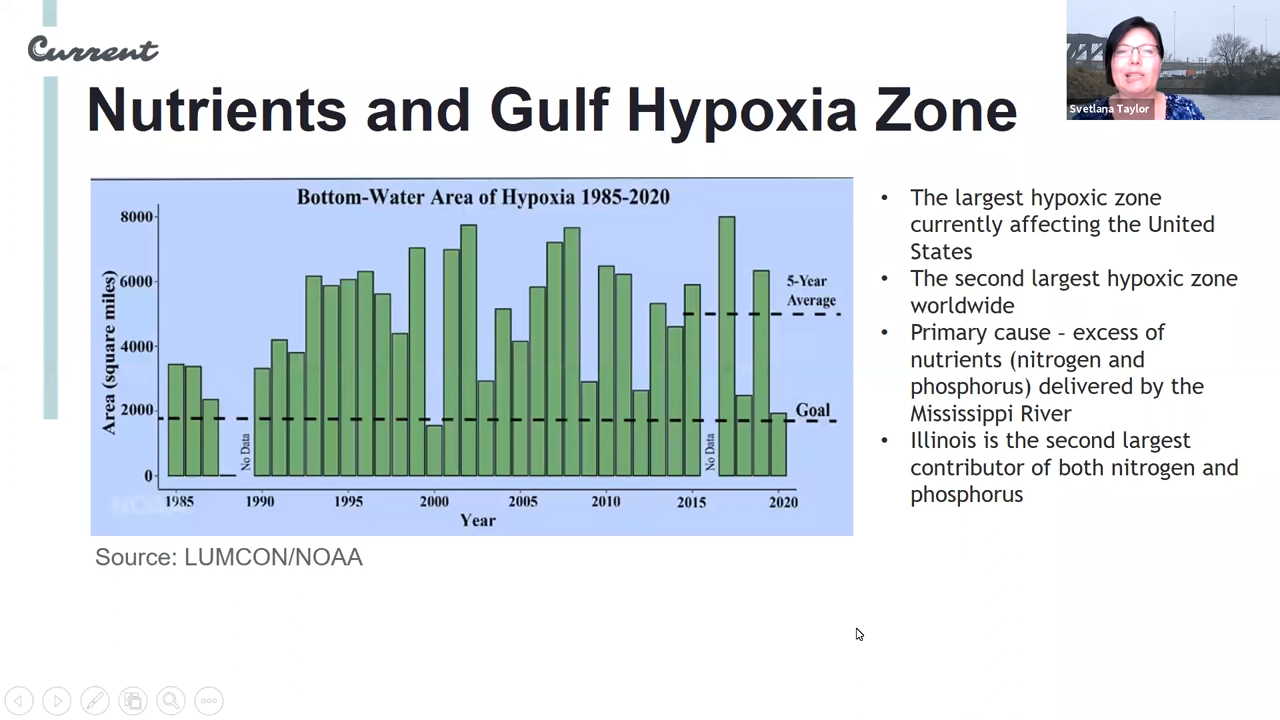 Current
Nutrients and Gulf Hypoxia Zone
Svetlana Taylor
Bottom-Water Area of Hypoxia 1985-2020
8000
6000
4000
2000
0
Area (square miles)
No Data
No Data
5-Year
Average
Goal
1985
1990
1995
2000
2005
2010
2015
2020
Year
Source: LUMCON/NOAA
• The largest hypoxic zone
currently affecting the United
States
• The second largest hypoxic zone
worldwide
• Primary cause – excess of
nutrients (nitrogen and
phosphorus) delivered by the
Mississippi River
• Illinois is the second largest
contributor of both nitrogen and
phosphorus